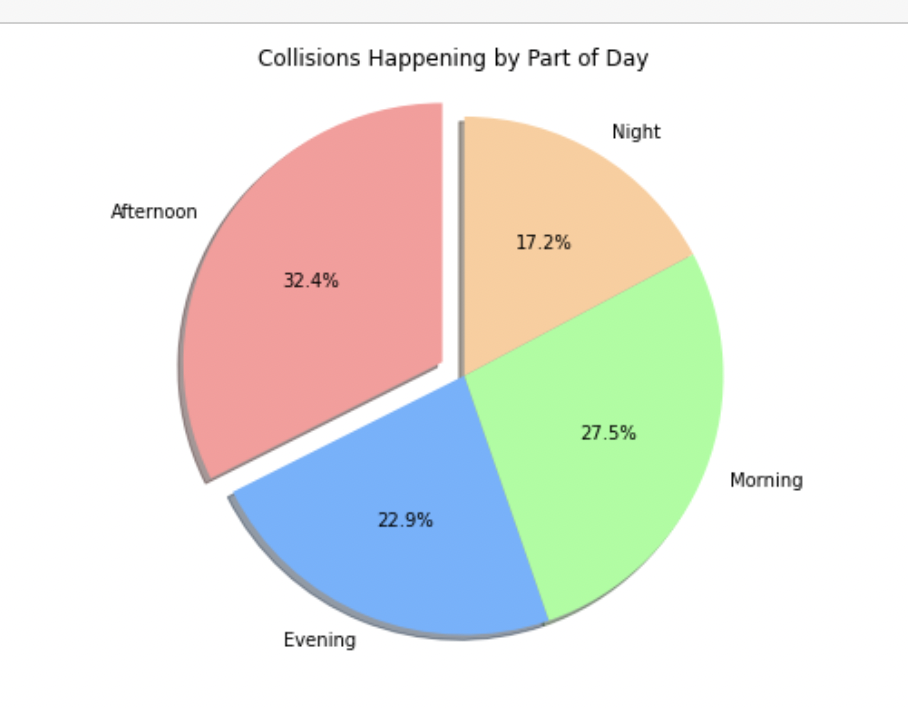 Collisions Happening by Part of Day
Night
Afternoon
17.2%
32.4%
27.5%
Morning
22.9%
Evening